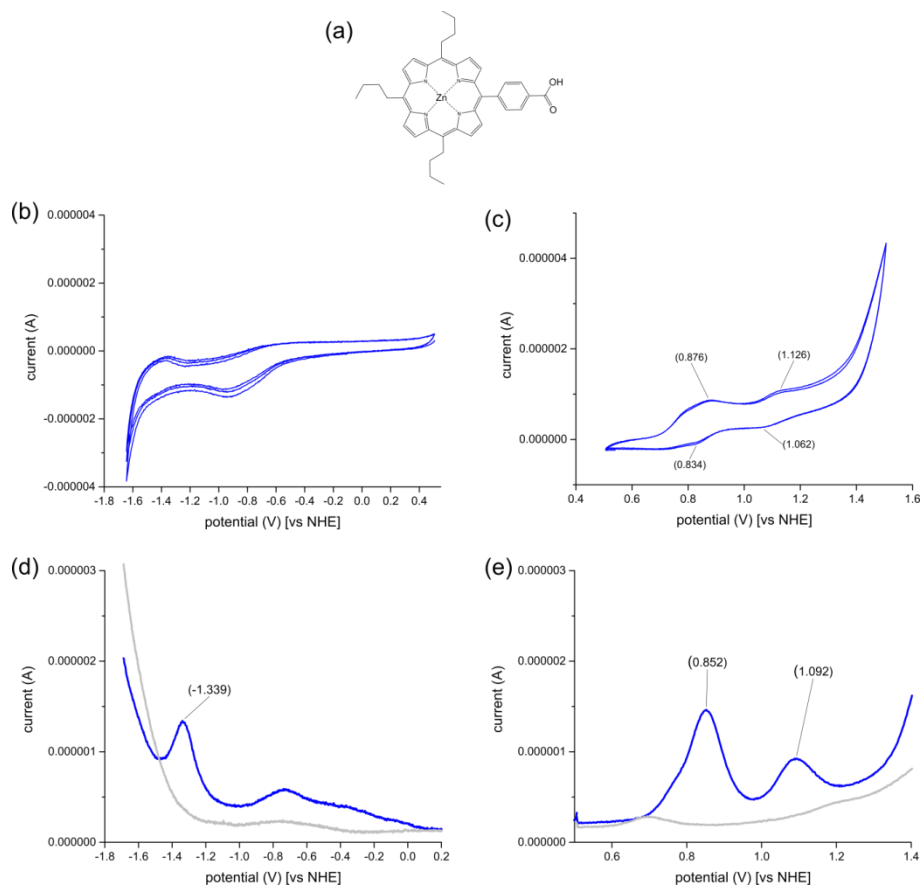 (a)
OH
N
N
Zn
N
N
O
(b)
0.000004
0.000002
0.000000
-0.000002
-0.000004
current (A)
-1.8 -1.6 -1.4 -1.2 -1.0 -0.8 -0.6 -0.4 -0.2 0.0 0.2 0.4
potential (V) [vs NHE]
(c)
0.000004
0.000002
0.000000
current (A)
(0.876)
(1.126)
(0.834)
(1.062)
0.4 0.6 0.8 1.0 1.2 1.4 1.6
potential (V) [vs NHE]
(d)
0.000003
0.000002
0.000001
0.000000
current (A)
(-1.339)
-1.8 -1.6 -1.4 -1.2 -1.0 -0.8 -0.6 -0.4 -0.2 0.0 0.2
potential (V) [vs NHE]
(e)
0.000003
0.000002
0.000001
0.000000
current (A)
(0.852)
(1.092)
0.6 0.8 1.0 1.2 1.4
potential (V) [vs NHE]